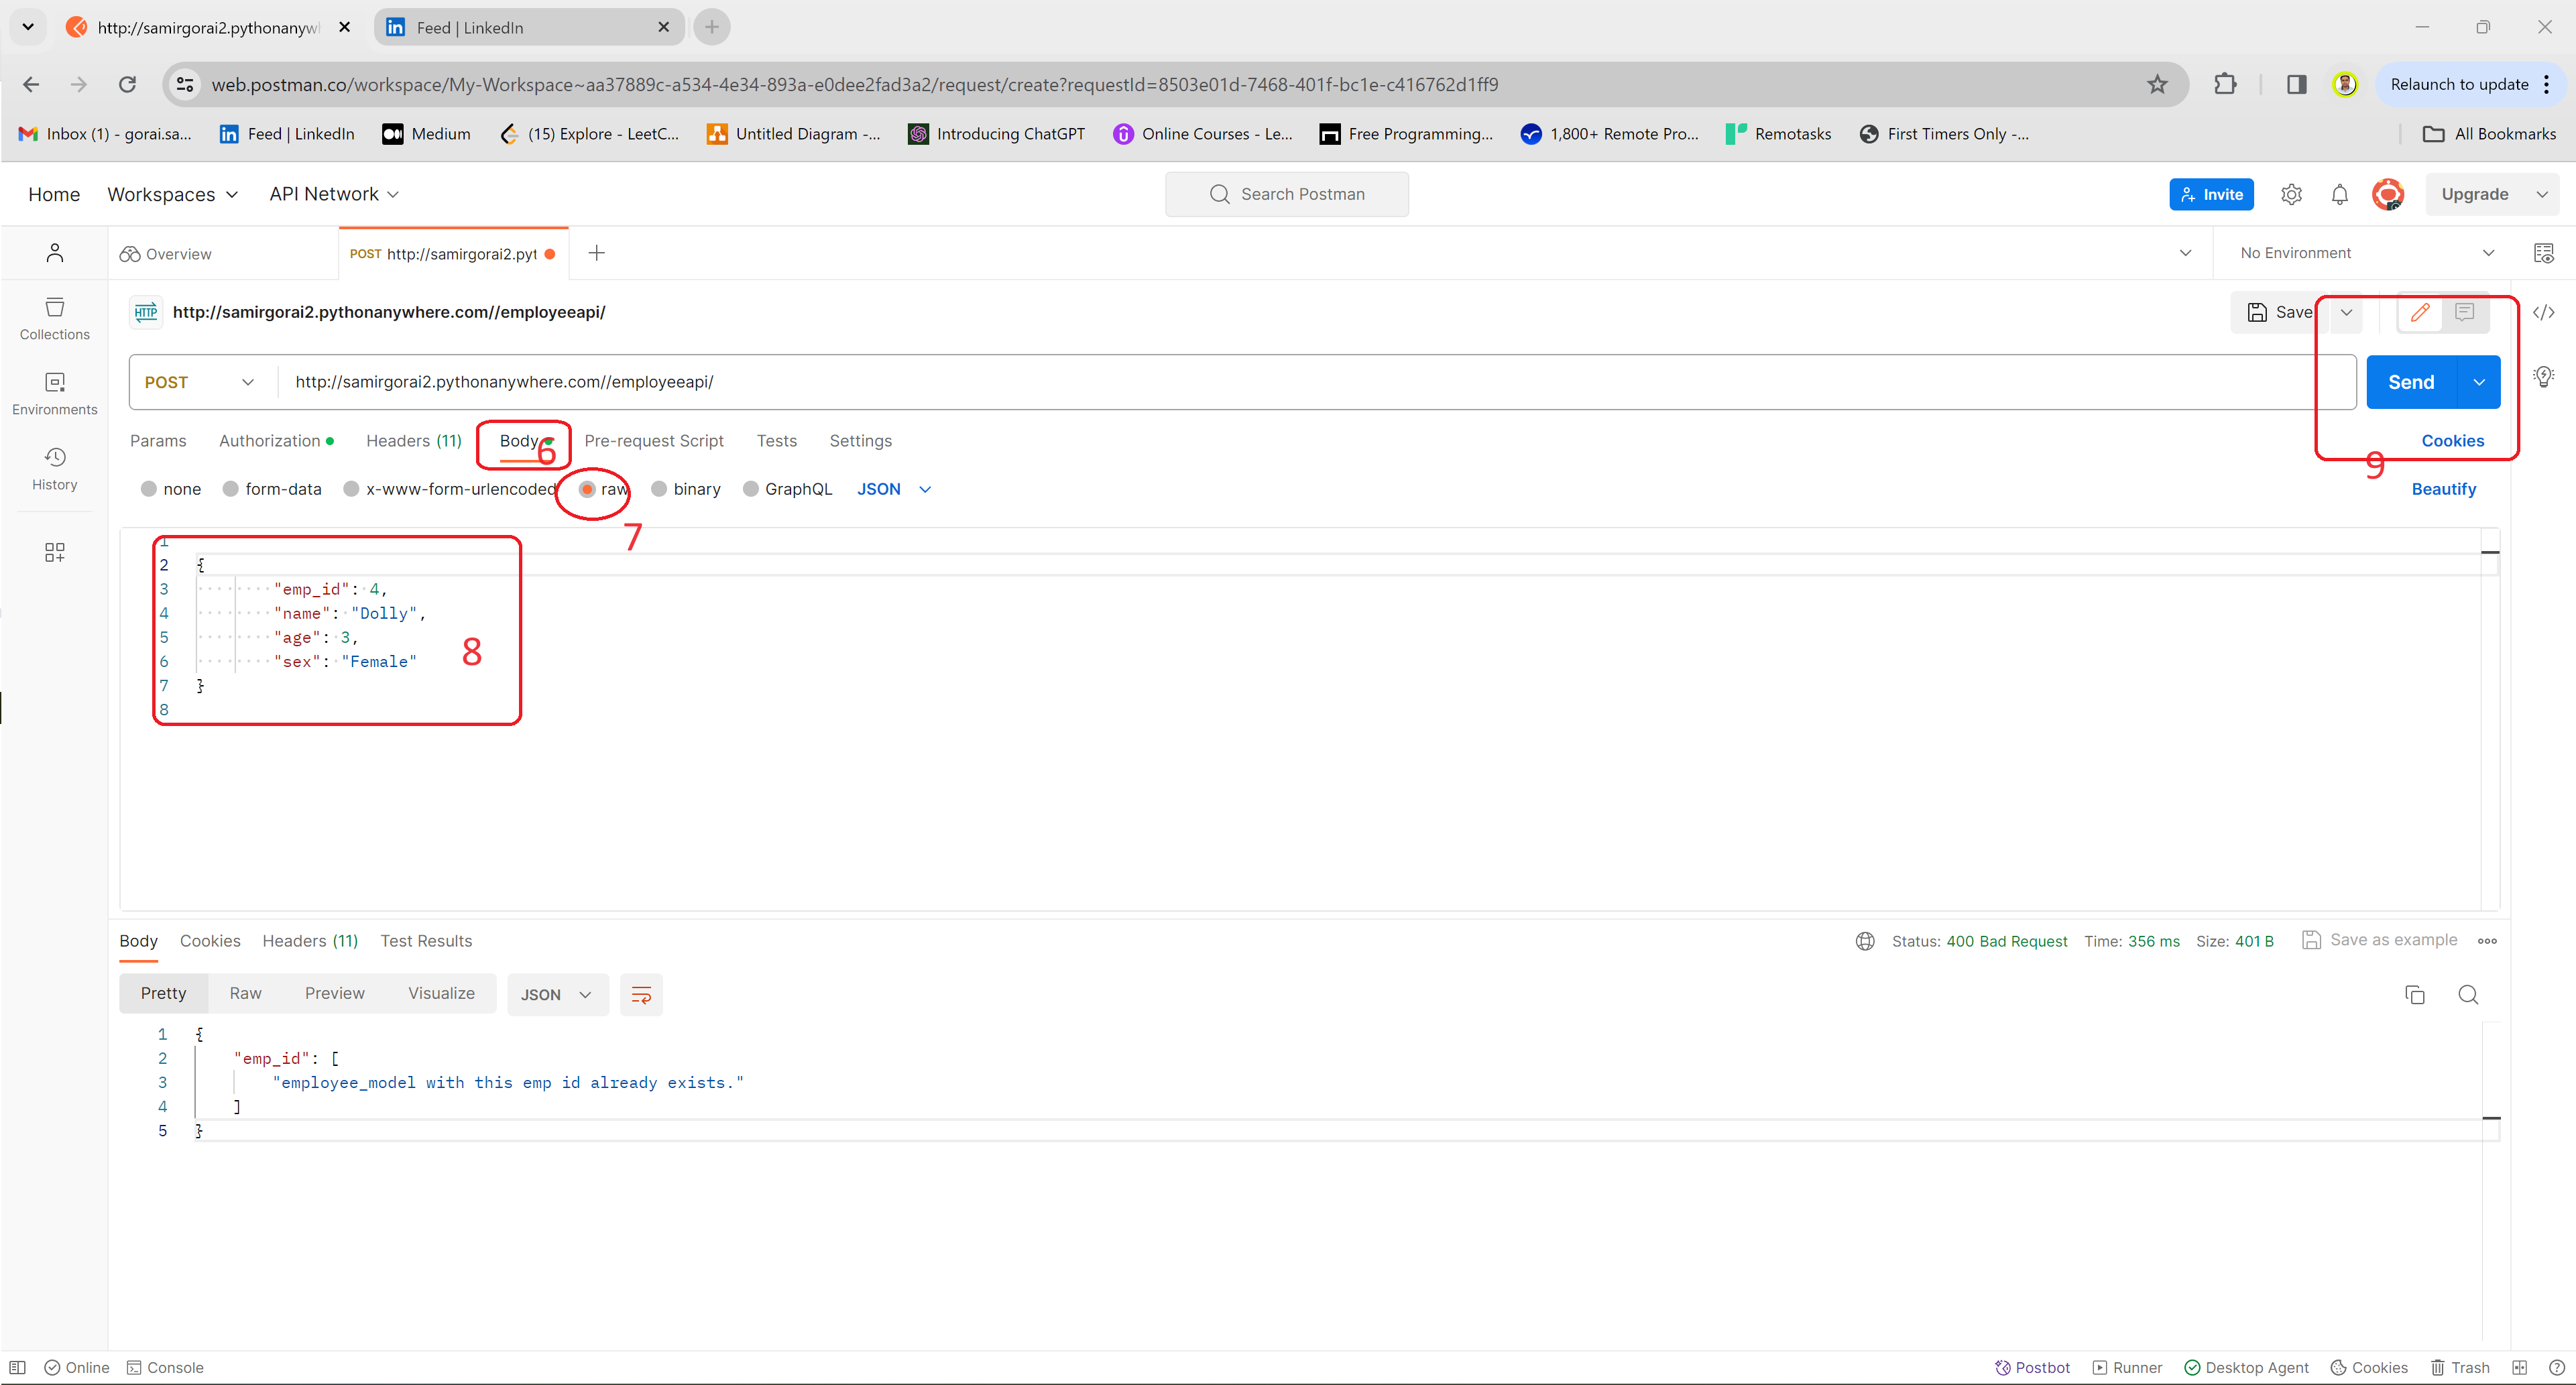 http://samirgorai2.pythonanyw
Feed | LinkedIn
web.postman.co/workspace/My-Workspace~aa37889c-a534-4e34-893a-e0dee2fad3a2/request/create?requestId=8503e01d-7468-401f-bc1e-c416762d1ff9
Relaunch to update
Inbox (1) - gorai.sa...
Feed | LinkedIn
Medium
(15) Explore - LeetC...
Untitled Diagram -...
Introducing ChatGPT
Online Courses - Le...
Free Programming...
1,800+ Remote Pro...
Remotasks
First Timers Only -...
All Bookmarks
Home
Workspaces
API Network
Search Postman
Invite
Upgrade
Overview
POST http://samirgorai2.pyt
No Environment
Collections
Environments
History
HTTP
http://samirgorai2.pythonanywhere.com//employeeapi/
Save
POST
http://samirgorai2.pythonanywhere.com//employeeapi/
Send
Params
Authorization
Headers (11)
Body
6
Pre-request Script
Tests
Settings
Cookies
9
none
form-data
x-www-form-urlencoded
raw
binary
GraphQL
JSON
Beautify
7
1
2 {
3 "emp_id": 4,
4 "name": "Dolly",
5 "age": 3,
6 "sex": "Female"
7 }
8
8
Body
Cookies
Headers (11)
Test Results
Status: 400 Bad Request
Time: 356 ms
Size: 401 B
Save as example
Pretty
Raw
Preview
Visualize
JSON
1 {
2 "emp_id": [
3 "employee_model with this emp id already exists."
4 ]
5 }
Online
Console
Postbot
Runner
Desktop Agent
Cookies
Trash